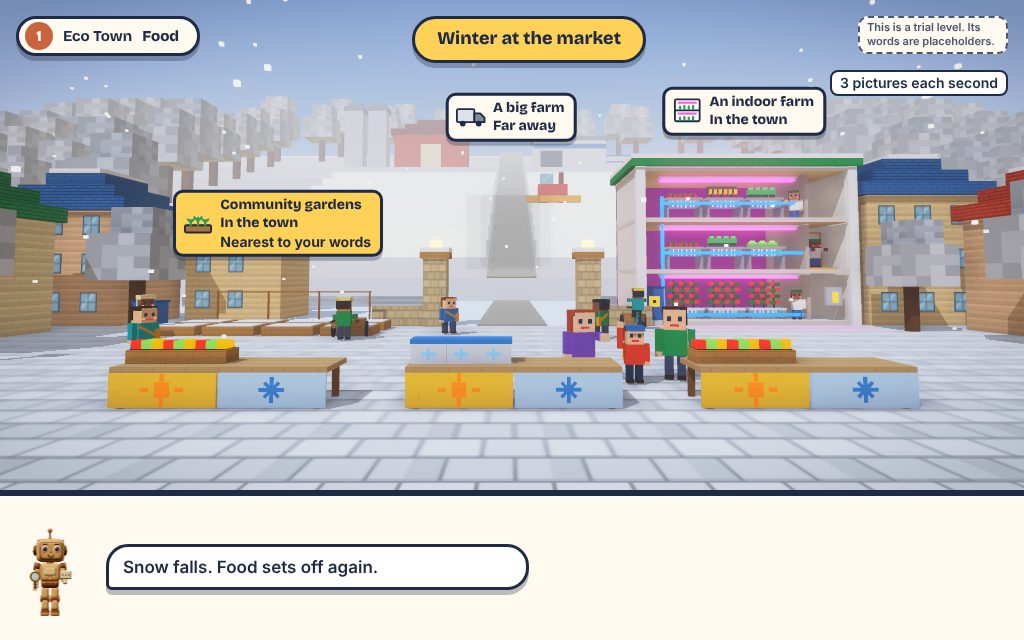 1 Eco Town Food
Winter at the market
This is a trial level. Its
words are placeholders.
3 pictures each second
A big farm
Far away
An indoor farm
In the town
Community gardens
In the town
Nearest to your words
Snow falls. Food sets off again.